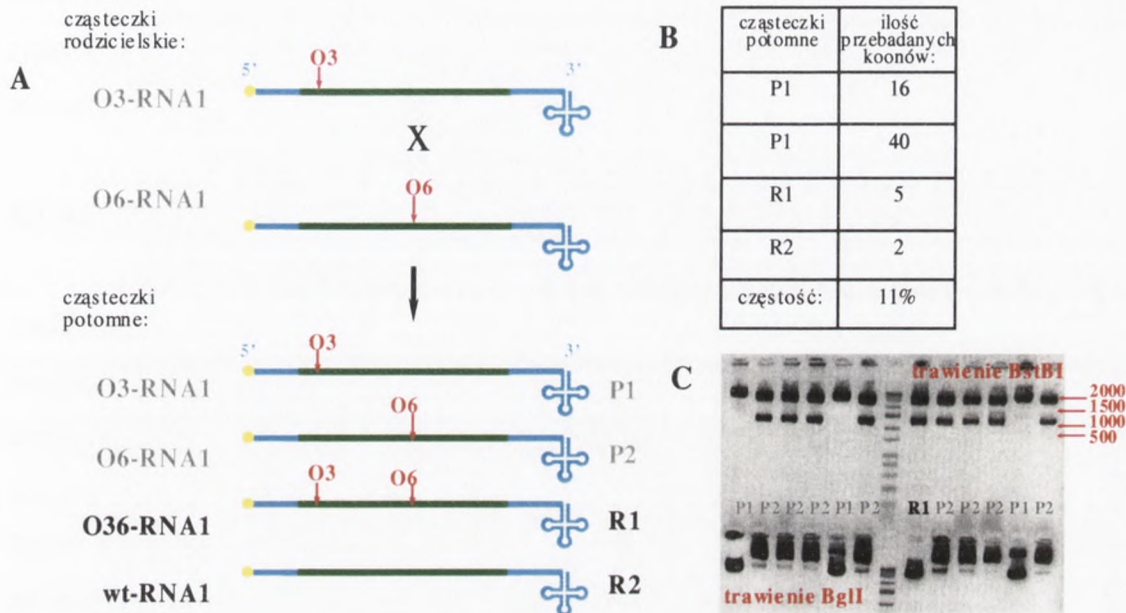 A
cząsteczki
rodzicielskie:
5' 3'
O3
O3-RNA1
X
O6
O6-RNA1
cząsteczki
potomne:
5' 3'
O3
O3-RNA1 P1
O6
O6-RNA1 P2
O3 O6
O36-RNA1 R1
wt-RNA1 R2
B
cząsteczki
potomne
ilość
przebadanych
koonów:
P1 16
P1 40
R1 5
R2 2
częstość: 11%
C
trawienie BstBI
2000
1500
1000
500
P1 P2 P2 P2 P1 P2 R1 P2 P2 P2 P1 P2
trawienie BglI